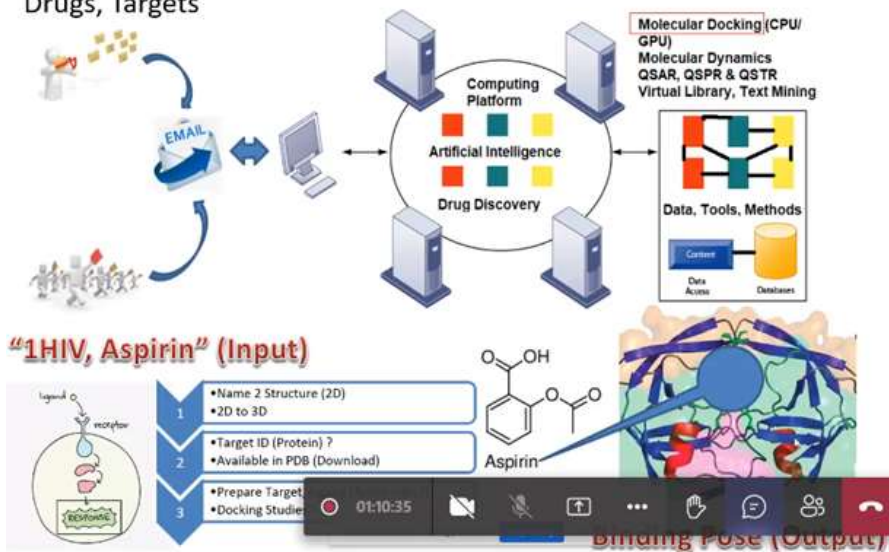 Drugs, Targets
EMAIL
Computing
Platform
Artificial Intelligence
Drug Discovery
Molecular Docking (CPU/
GPU)
Molecular Dynamics
QSAR, QSPR & QSTR
Virtual Library, Text Mining
Data, Tools, Methods
Content
Data
Access
Databases
"1HIV, Aspirin" (Input)
ligand
receptor
RESPONSE
1
•Name 2 Structure (2D)
•2D to 3D
2
•Target ID (Protein) ?
•Available in PDB (Download)
3
•Prepare Target
•Docking Studies
O
OH
O
O
Aspirin
01:10:35
Binding Pose (Output)